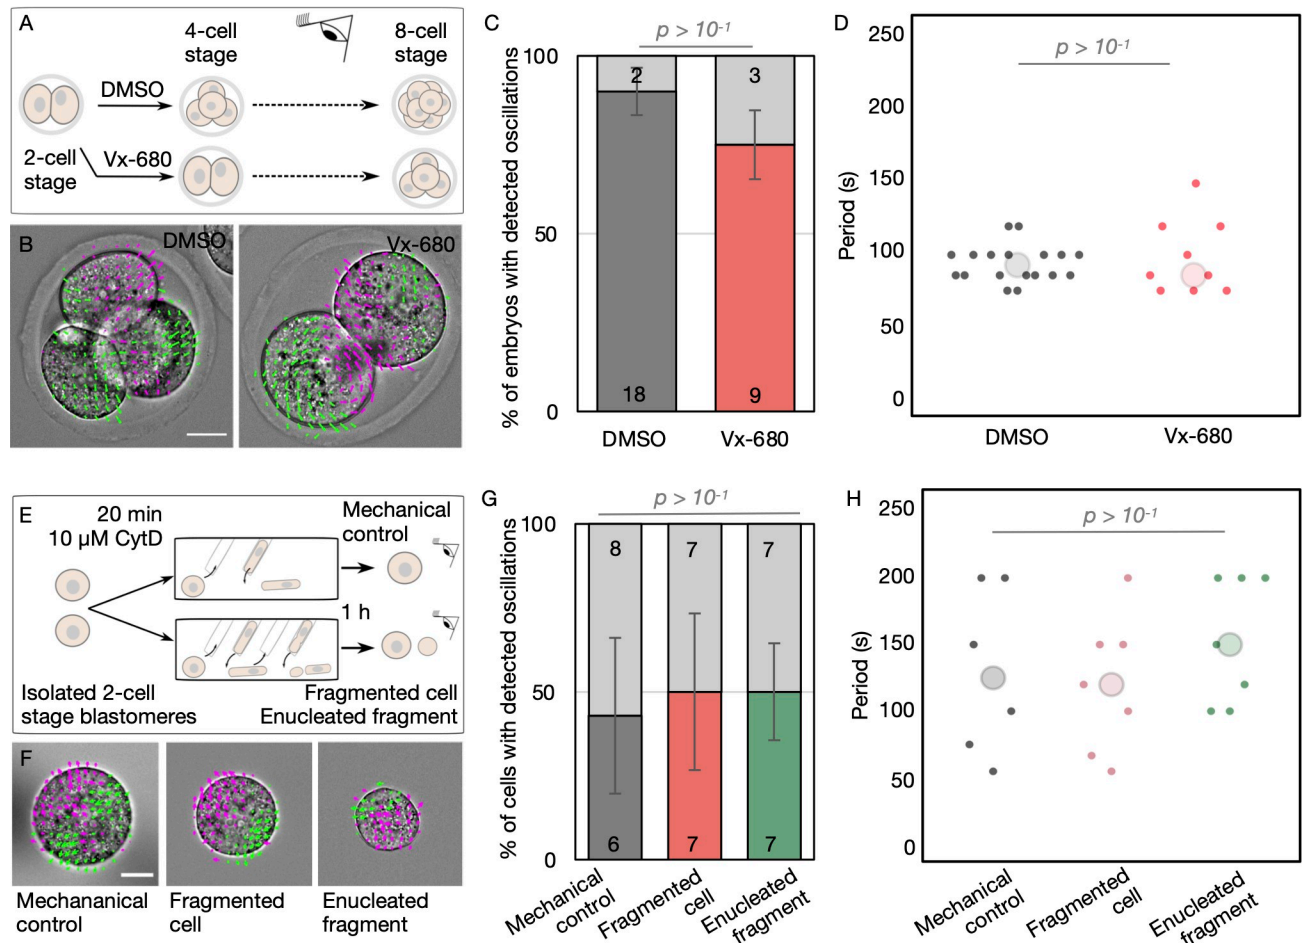 A
4-cell
stage
8-cell
stage
DMSO
2-cell
stage
Vx-680
B
DMSO
Vx-680
C
p > 10⁻¹
% of embryos with detected oscillations
100
50
0
2
3
18
9
DMSO
Vx-680
D
p > 10⁻¹
Period (s)
250
200
150
100
50
0
DMSO
Vx-680
E
20 min
10 µM CytD
Mechanical
control
1 h
Isolated 2-cell
stage blastomeres
Fragmented cell
Enucleated fragment
F
Mechananical
control
Fragmented
cell
Enucleated
fragment
G
p > 10⁻¹
% of cells with detected oscillations
100
50
0
8
7
7
6
7
7
Mechanical
control
Fragmented
cell
Enucleated
fragment
H
p > 10⁻¹
Period (s)
250
200
150
100
50
0
Mechanical
control
Fragmented
cell
Enucleated
fragment